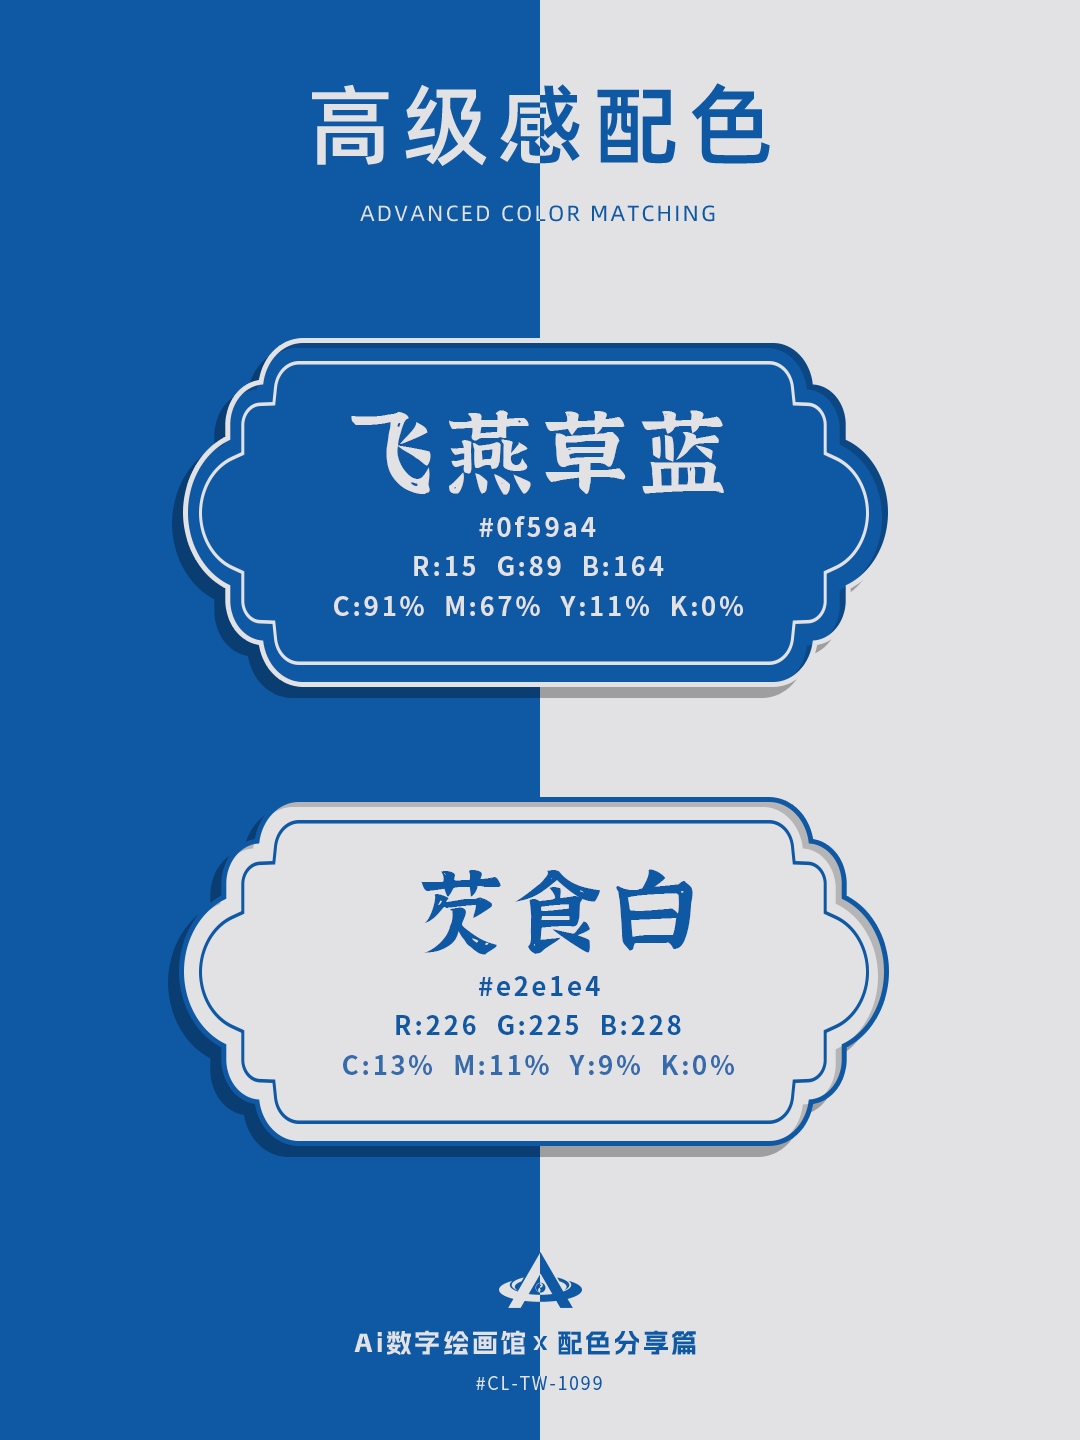 高级感配色
ADVANCED COLOR MATCHING
飞燕草蓝
#0f59a4
R:15 G:89 B:164
C:91% M:67% Y:11% K:0%
芡食白
#e2e1e4
R:226 G:225 B:228
C:13% M:11% Y:9% K:0%
Ai数字绘画馆 x 配色分享篇
#CL-TW-1099